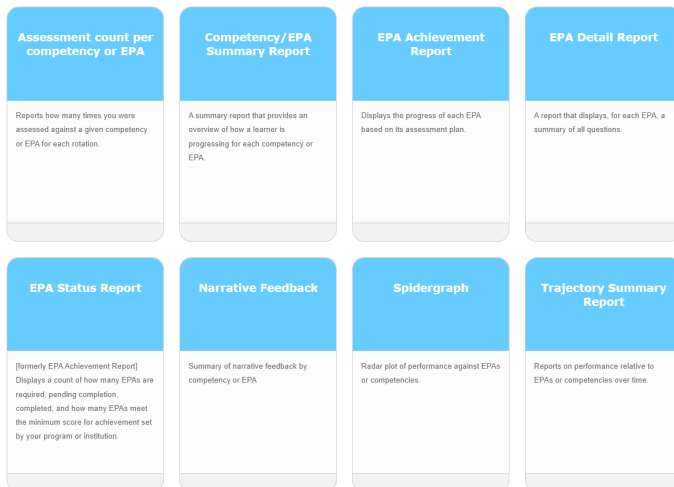 Assessment count per
competency or EPA
Reports how many times you were
assessed against a given competency
or EPA for each rotation.
Competency/EPA
Summary Report
A summary report that provides an
overview of how a learner is
progressing for each competency or
EPA.
EPA Achievement
Report
Displays the progress of each EPA
based on its assessment plan.
EPA Detail Report
A report that displays, for each EPA, a
summary of all questions.
EPA Status Report
[formerly EPA Achievement Report]
Displays a count of how many EPAs are
required, pending completion,
completed, and how many EPAs meet
the minimum score for achievement set
by your program or institution.
Narrative Feedback
Summary of narrative feedback by
competency or EPA
Spidergraph
Radar plot of performance against EPAs
or competencies.
Trajectory Summary
Report
Reports on performance relative to
EPAs or competencies over time.